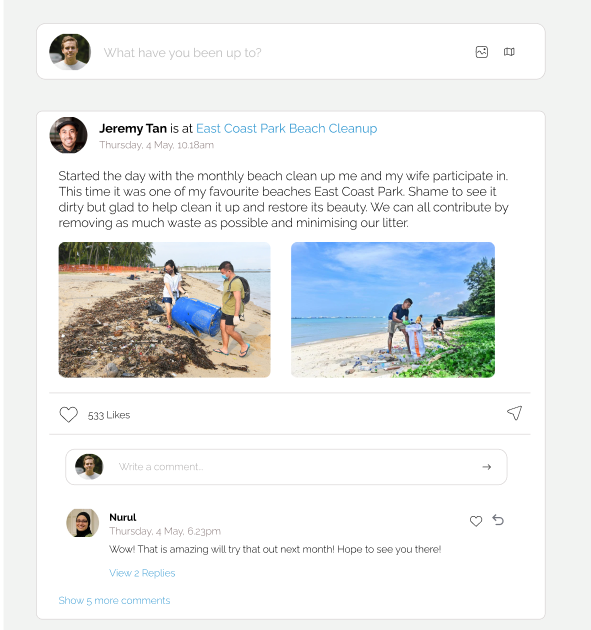 What have you been up to?
Jeremy Tan is at East Coast Park Beach Cleanup
Thursday, 4 May, 10.18am
Started the day with the monthly beach clean up me and my wife participate in.
This time it was one of my favourite beaches East Coast Park. Shame to see it
dirty but glad to help clean it up and restore its beauty. We can all contribute by
removing as much waste as possible and minimising our litter.
533 Likes
Write a comment...
Nurul
Thursday, 4 May, 6.23pm
Wow! That is amazing will try that out next month! Hope to see you there!
View 2 Replies
Show 5 more comments